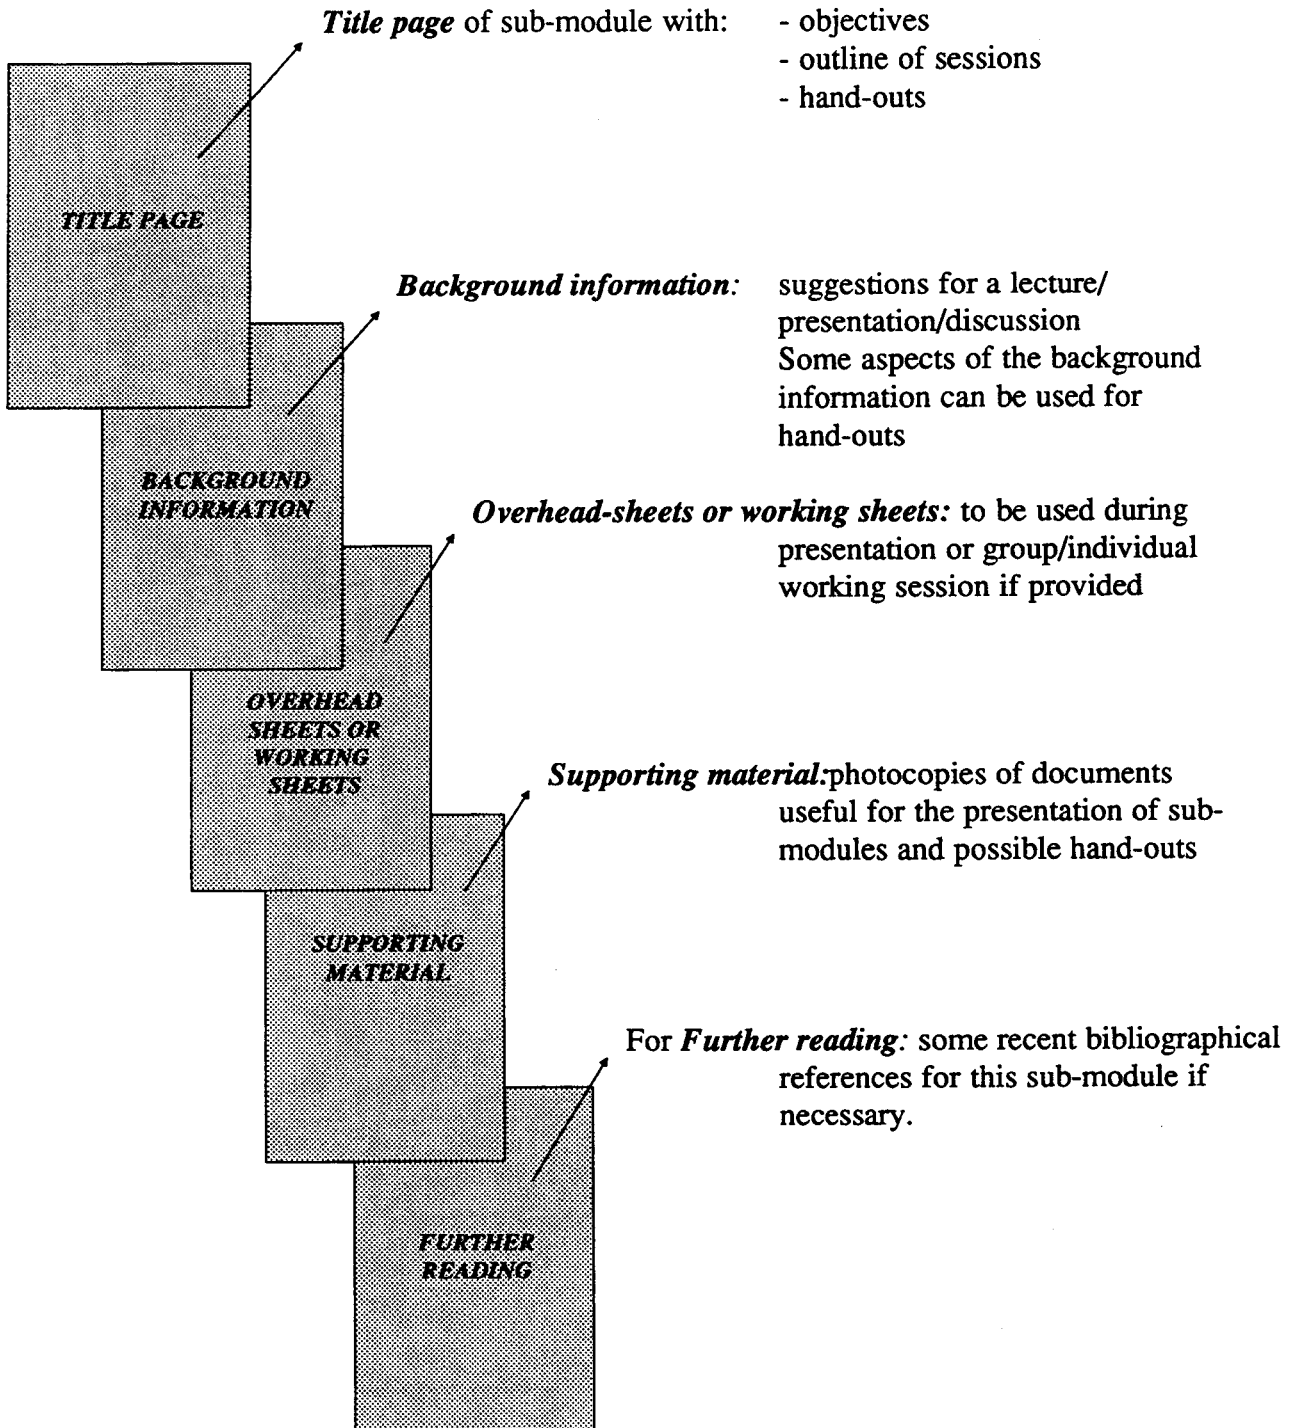 Title page of sub-module with: - objectives
- outline of sessions
- hand-outs
TITLE PAGE
Background information: suggestions for a lecture/
presentation/discussion
Some aspects of the background
information can be used for
hand-outs
BACKGROUND
INFORMATION
Overhead-sheets or working sheets: to be used during
presentation or group/individual
working session if provided
OVERHEAD
SHEETS OR
WORKING
SHEETS
Supporting material:photocopies of documents
useful for the presentation of sub-
modules and possible hand-outs
SUPPORTING
MATERIAL
For Further reading: some recent bibliographical
references for this sub-module if
necessary.
FURTHER
READING